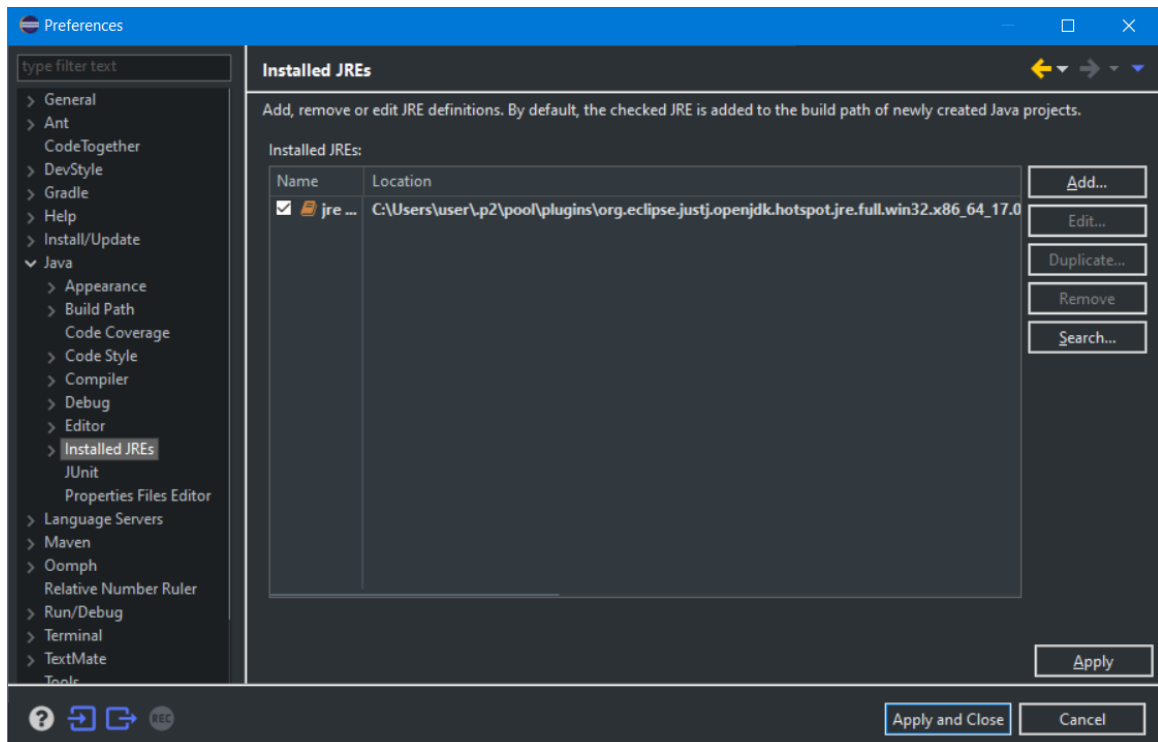 Preferences
type filter text
General
Ant
CodeTogether
DevStyle
Gradle
Help
Install/Update
Java
Appearance
Build Path
Code Coverage
Code Style
Compiler
Debug
Editor
Installed JREs
JUnit
Properties Files Editor
Language Servers
Maven
Oomph
Relative Number Ruler
Run/Debug
Terminal
TextMate
Tools
Installed JREs
Add, remove or edit JRE definitions. By default, the checked JRE is added to the build path of newly created Java projects.
Installed JREs:
Name Location
jre ... C:\Users\user\.p2\pool\plugins\org.eclipse.justj.openjdk.hotspot.jre.full.win32.x86_64_17.0
Add...
Edit...
Duplicate...
Remove
Search...
Apply
? REC
Apply and Close Cancel